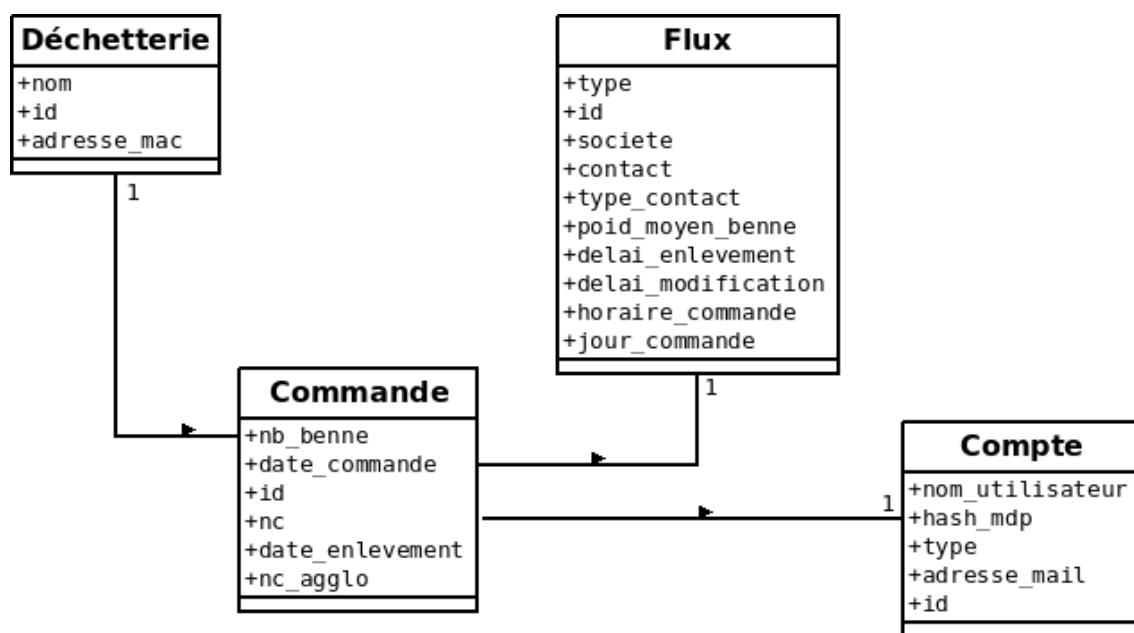 Déchetterie
+nom
+id
+adresse_mac
1
Flux
+type
+id
+societe
+contact
+type_contact
+poid_moyen_benne
+delai_enlevement
+delai_modification
+horaire_commande
+jour_commande
1
Commande
+nb_benne
+date_commande
+id
+nc
+date_enlevement
+nc_agglo
1
Compte
+nom_utilisateur
+hash_mdp
+type
+adresse_mail
+id